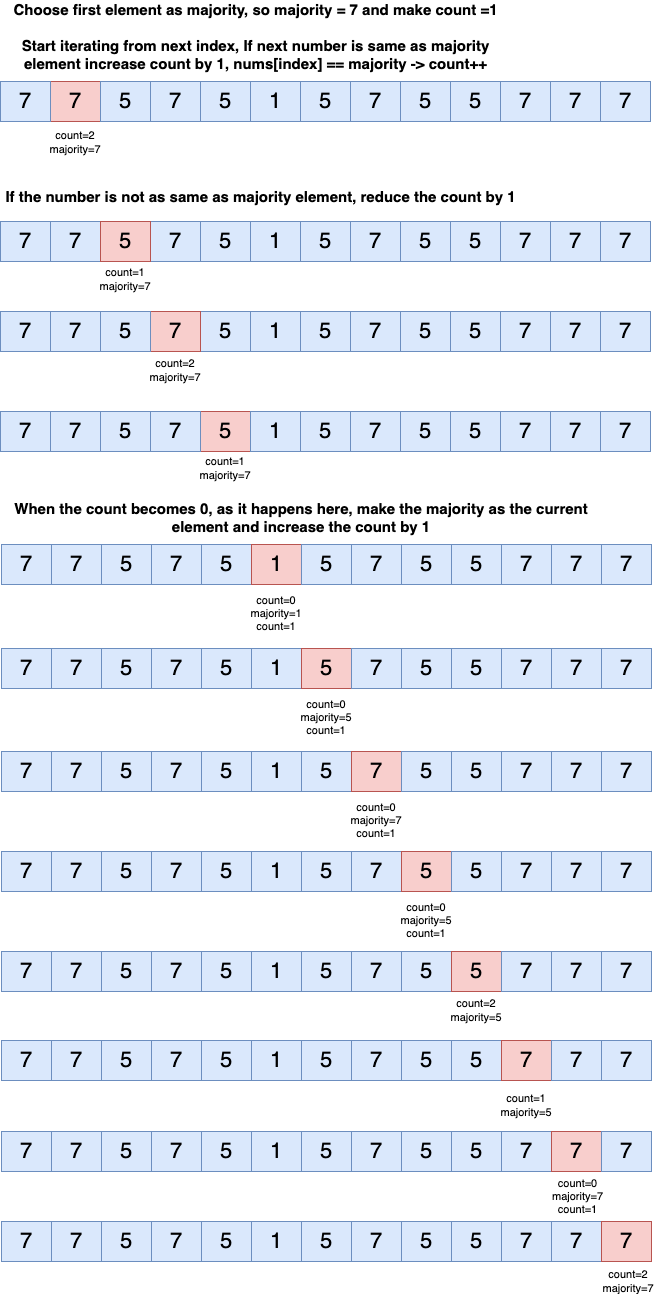 Choose first element as majority, so majority = 7 and make count =1
Start iterating from next index, If next number is same as majority
element increase count by 1, nums[index] == majority -> count++
7 7 5 7 5 1 5 7 5 5 7 7 7
count=2
majority=7
If the number is not as same as majority element, reduce the count by 1
7 7 5 7 5 1 5 7 5 5 7 7 7
count=1
majority=7
7 7 5 7 5 1 5 7 5 5 7 7 7
count=2
majority=7
7 7 5 7 5 1 5 7 5 5 7 7 7
count=1
majority=7
When the count becomes 0, as it happens here, make the majority as the current
element and increase the count by 1
7 7 5 7 5 1 5 7 5 5 7 7 7
count=0
majority=1
count=1
7 7 5 7 5 1 5 7 5 5 7 7 7
count=0
majority=5
count=1
7 7 5 7 5 1 5 7 5 5 7 7 7
count=0
majority=7
count=1
7 7 5 7 5 1 5 7 5 5 7 7 7
count=0
majority=5
count=1
7 7 5 7 5 1 5 7 5 5 7 7 7
count=2
majority=5
7 7 5 7 5 1 5 7 5 5 7 7 7
count=1
majority=5
7 7 5 7 5 1 5 7 5 5 7 7 7
count=0
majority=7
count=1
7 7 5 7 5 1 5 7 5 5 7 7 7
count=2
majority=7